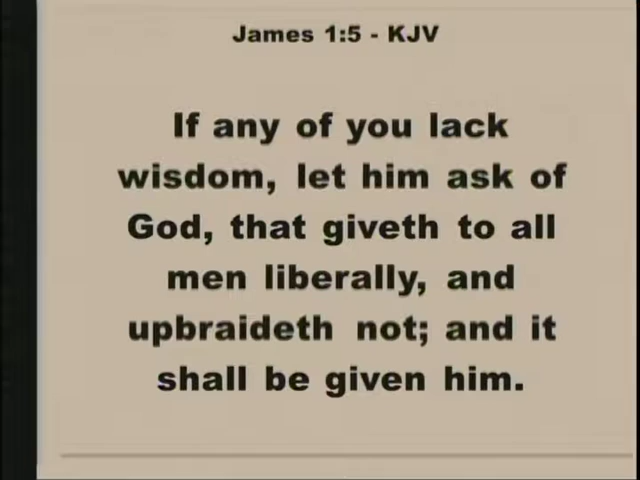 James 1:5 - KJV
If any of you lack
wisdom, let him ask of
God, that giveth to all
men liberally, and
upbraideth not; and it
shall be given him.